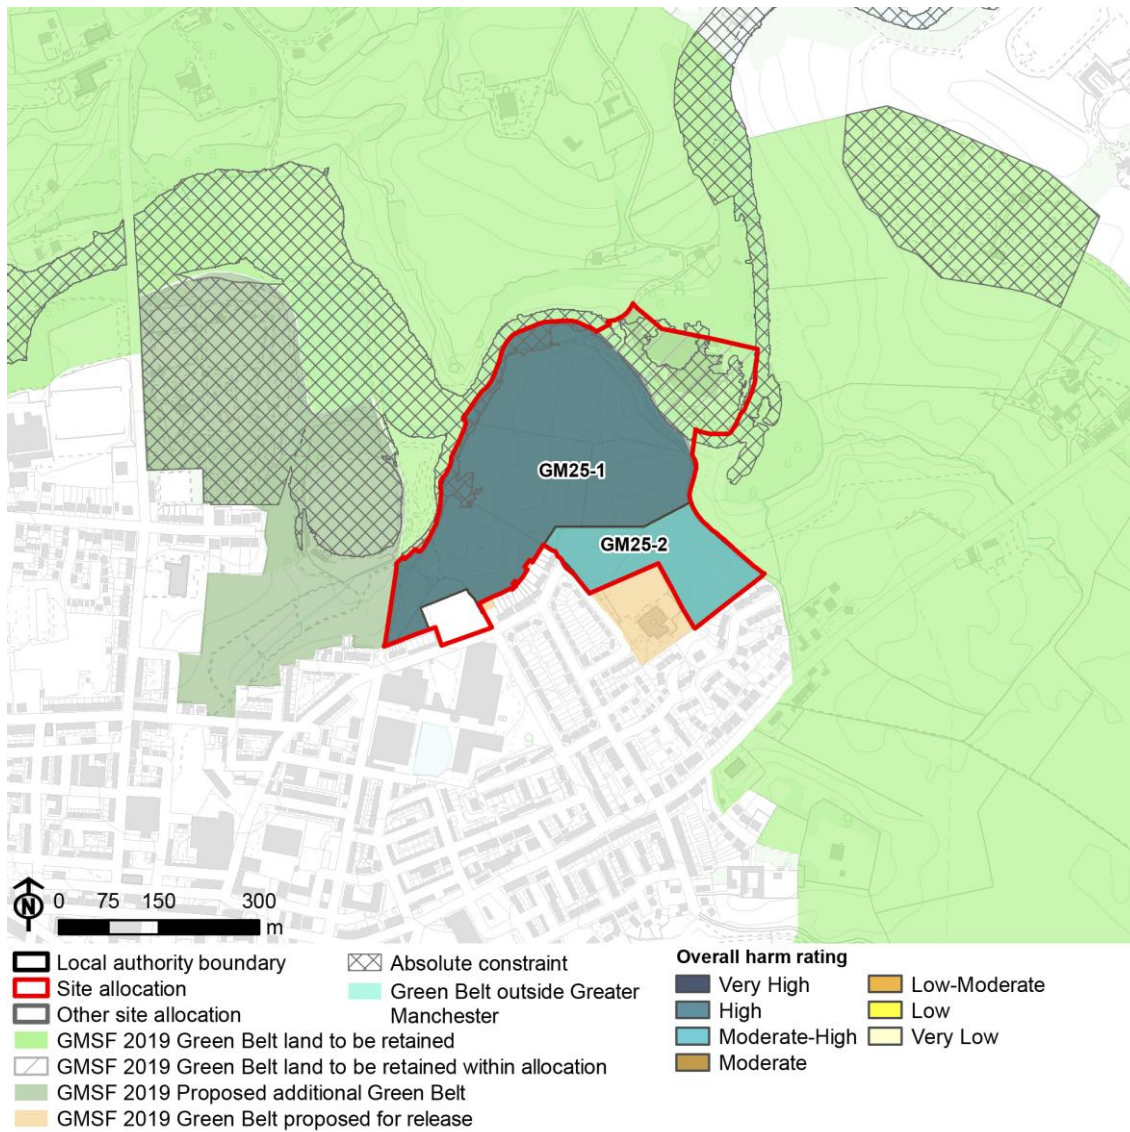 GM25-1
GM25-2
N
0 75 150 300
m
Local authority boundary
Site allocation
Other site allocation
GMSF 2019 Green Belt land to be retained
GMSF 2019 Green Belt land to be retained within allocation
GMSF 2019 Proposed additional Green Belt
GMSF 2019 Green Belt proposed for release
Absolute constraint
Green Belt outside Greater
Manchester
Overall harm rating
Very High
High
Moderate-High
Moderate
Low-Moderate
Low
Very Low